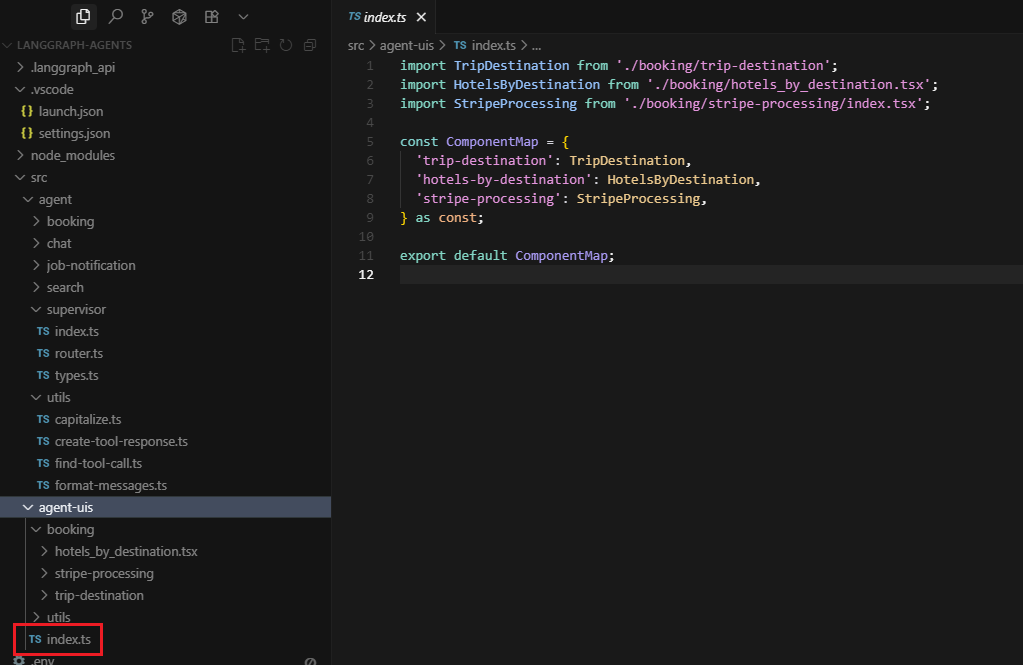 LANGGRAPH-AGENTS
.langgraph_api
.vscode
{} launch.json
{} settings.json
node_modules
src
agent
booking
chat
job-notification
search
supervisor
TS index.ts
TS router.ts
TS types.ts
utils
TS capitalize.ts
TS create-tool-response.ts
TS find-tool-call.ts
TS format-messages.ts
agent-uis
booking
hotels_by_destination.tsx
stripe-processing
trip-destination
utils
TS index.ts
.env
TS index.ts
src > agent-uis > TS index.ts > ...
1 import TripDestination from './booking/trip-destination';
2 import HotelsByDestination from './booking/hotels_by_destination.tsx';
3 import StripeProcessing from './booking/stripe-processing/index.tsx';
4
5 const ComponentMap = {
6 'trip-destination': TripDestination,
7 'hotels-by-destination': HotelsByDestination,
8 'stripe-processing': StripeProcessing,
9 } as const;
10
11 export default ComponentMap;
12